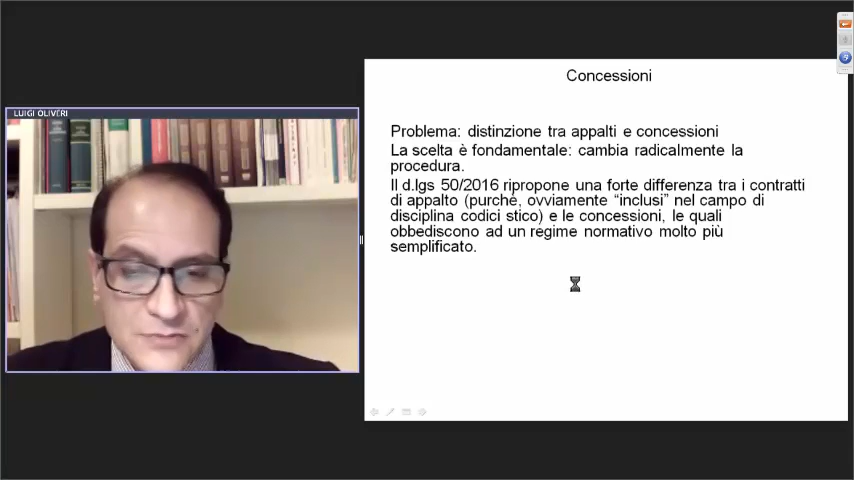 LUIGI OLIVERI
Concessioni
Problema: distinzione tra appalti e concessioni
La scelta è fondamentale: cambia radicalmente la
procedura.
Il d.lgs 50/2016 ripropone una forte differenza tra i contratti
di appalto (purché, ovviamente “inclusi” nel campo di
disciplina codici stico) e le concessioni, le quali
obbediscono ad un regime normativo molto più
semplificato.